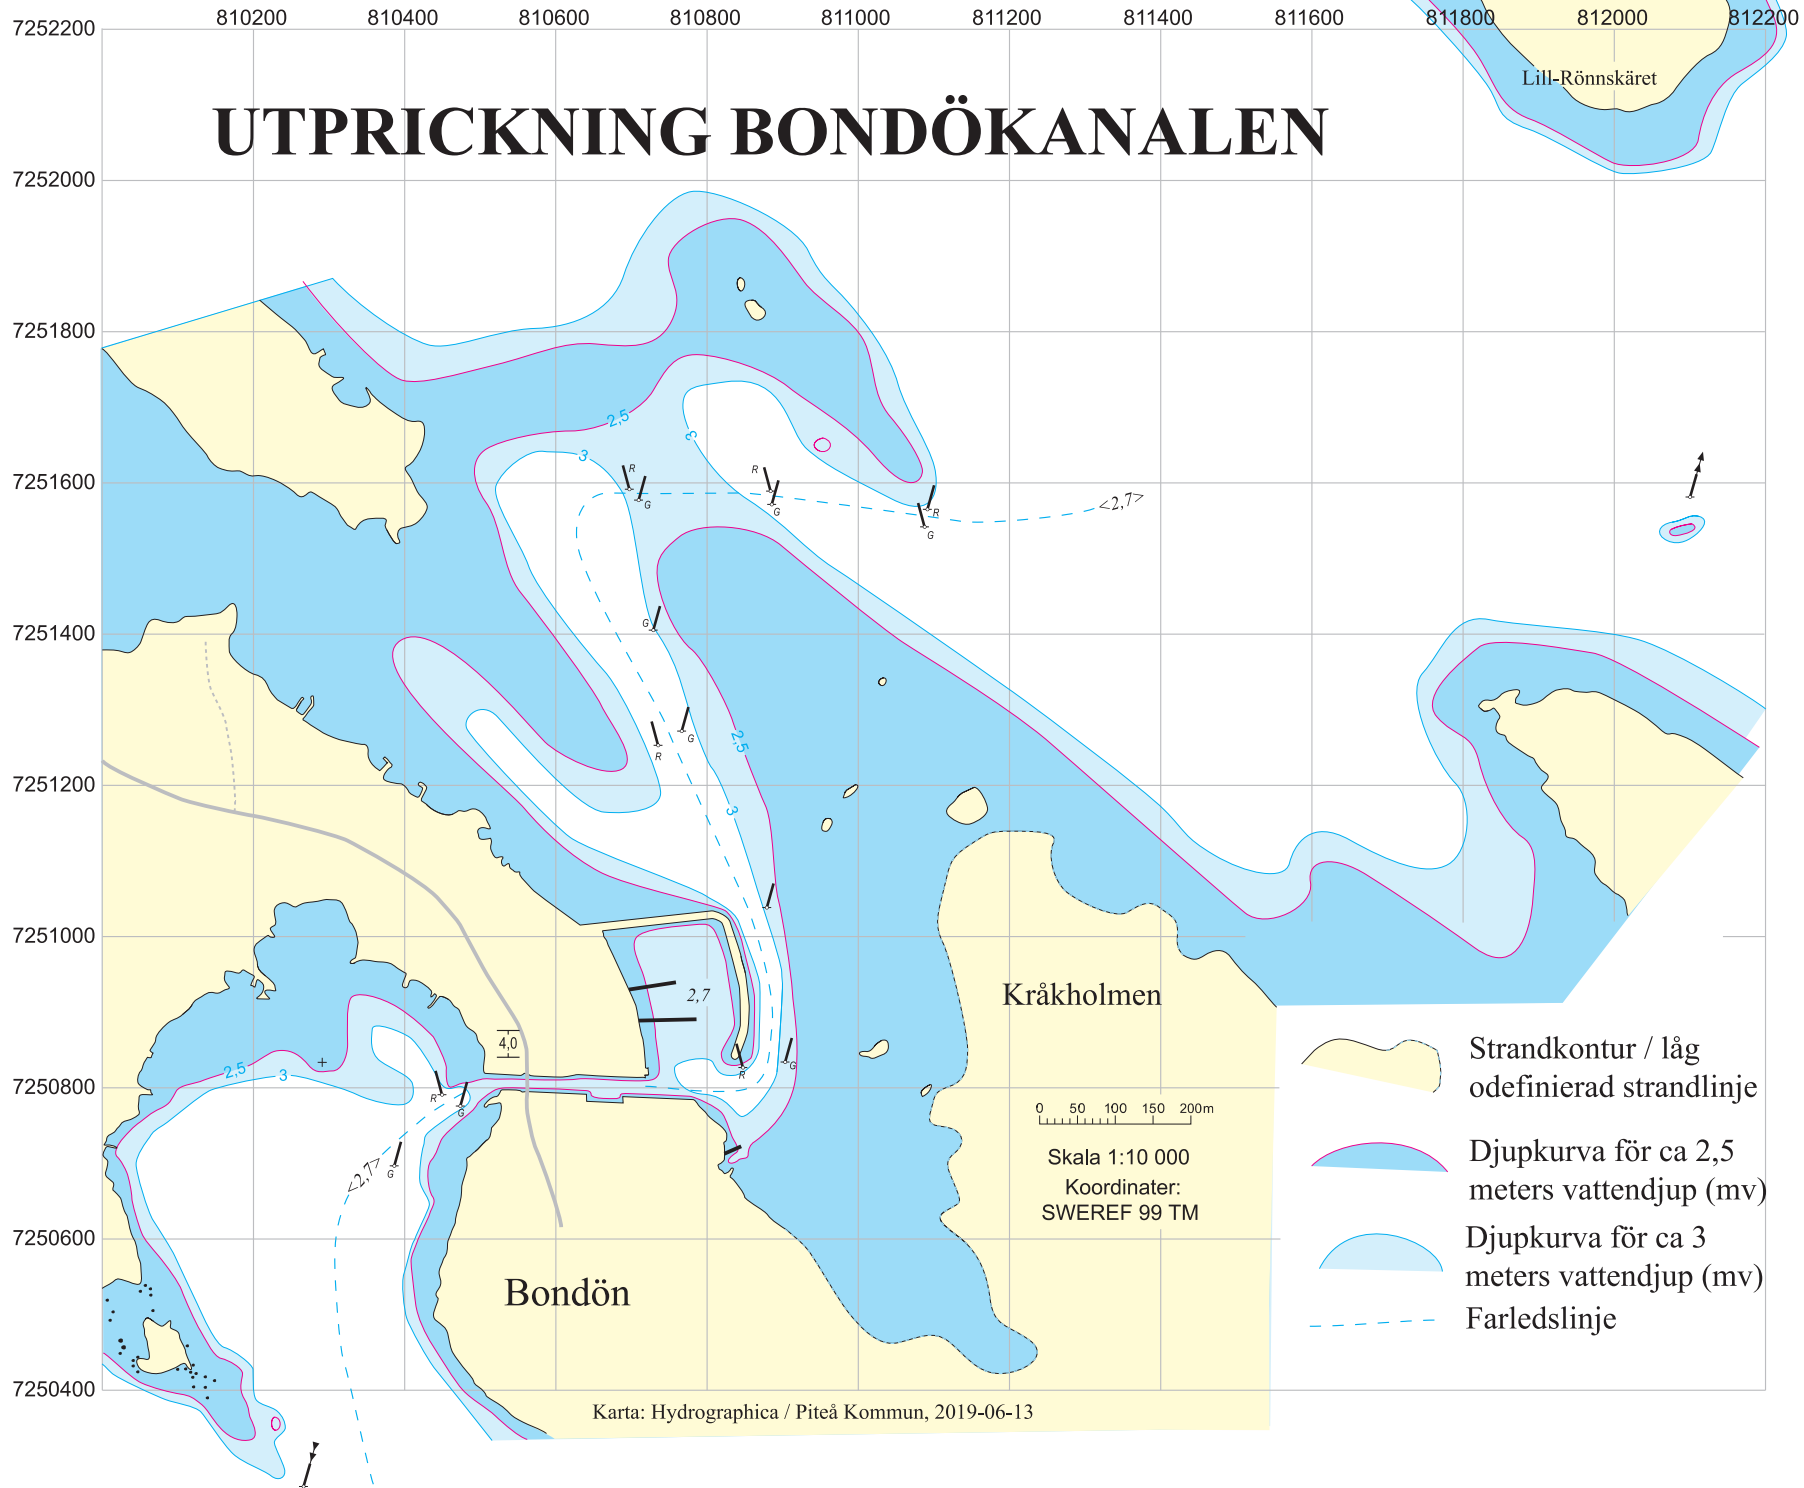 810200 810400 810600 810800 811000 811200 811400 811600 811800 812000 812200
7252200
Lill-Rönnskäret
UTPRICKNING BONDÖKANALEN
7252000
7251800
2,5
3
3
R
G
R
G
R
G
<2,7>
7251600
G
7251400
R
G
2,5
3
7251200
7251000
2,7
Kråkholmen
4,0
R
G
2,5
3
R
G
7250800
G
<2,7>
0 50 100 150 200m
Skala 1:10 000
Koordinater:
SWEREF 99 TM
Strandkontur / låg
odefinierad strandlinje
Djupkurva för ca 2,5
meters vattendjup (mv)
Djupkurva för ca 3
meters vattendjup (mv)
Farledslinje
7250600
Bondön
7250400
Karta: Hydrographica / Piteå Kommun, 2019-06-13